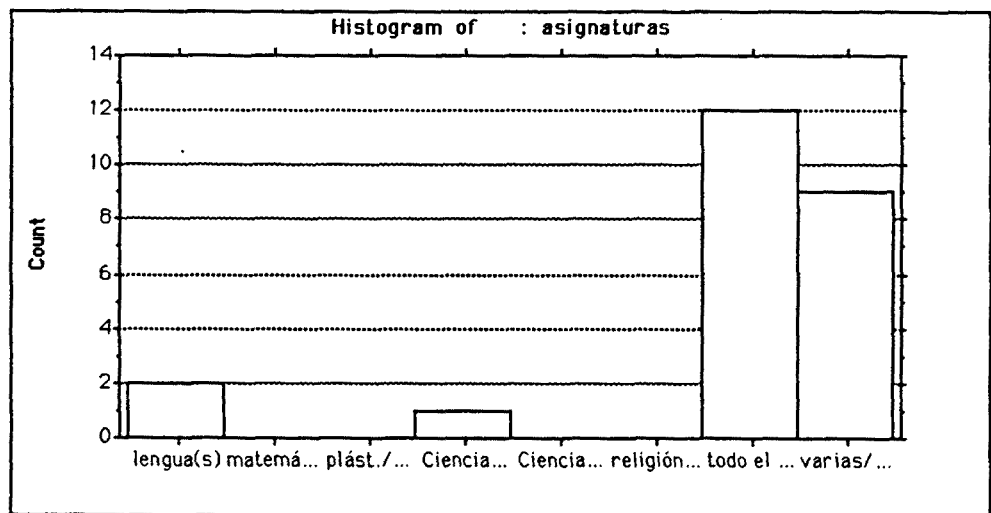 Histogram of : asignaturas
14
12
10
8
6
4
2
0
Count
lengua(s) matemá... plást./... Ciencia... Ciencia... religión... todo el ... varias/ ...